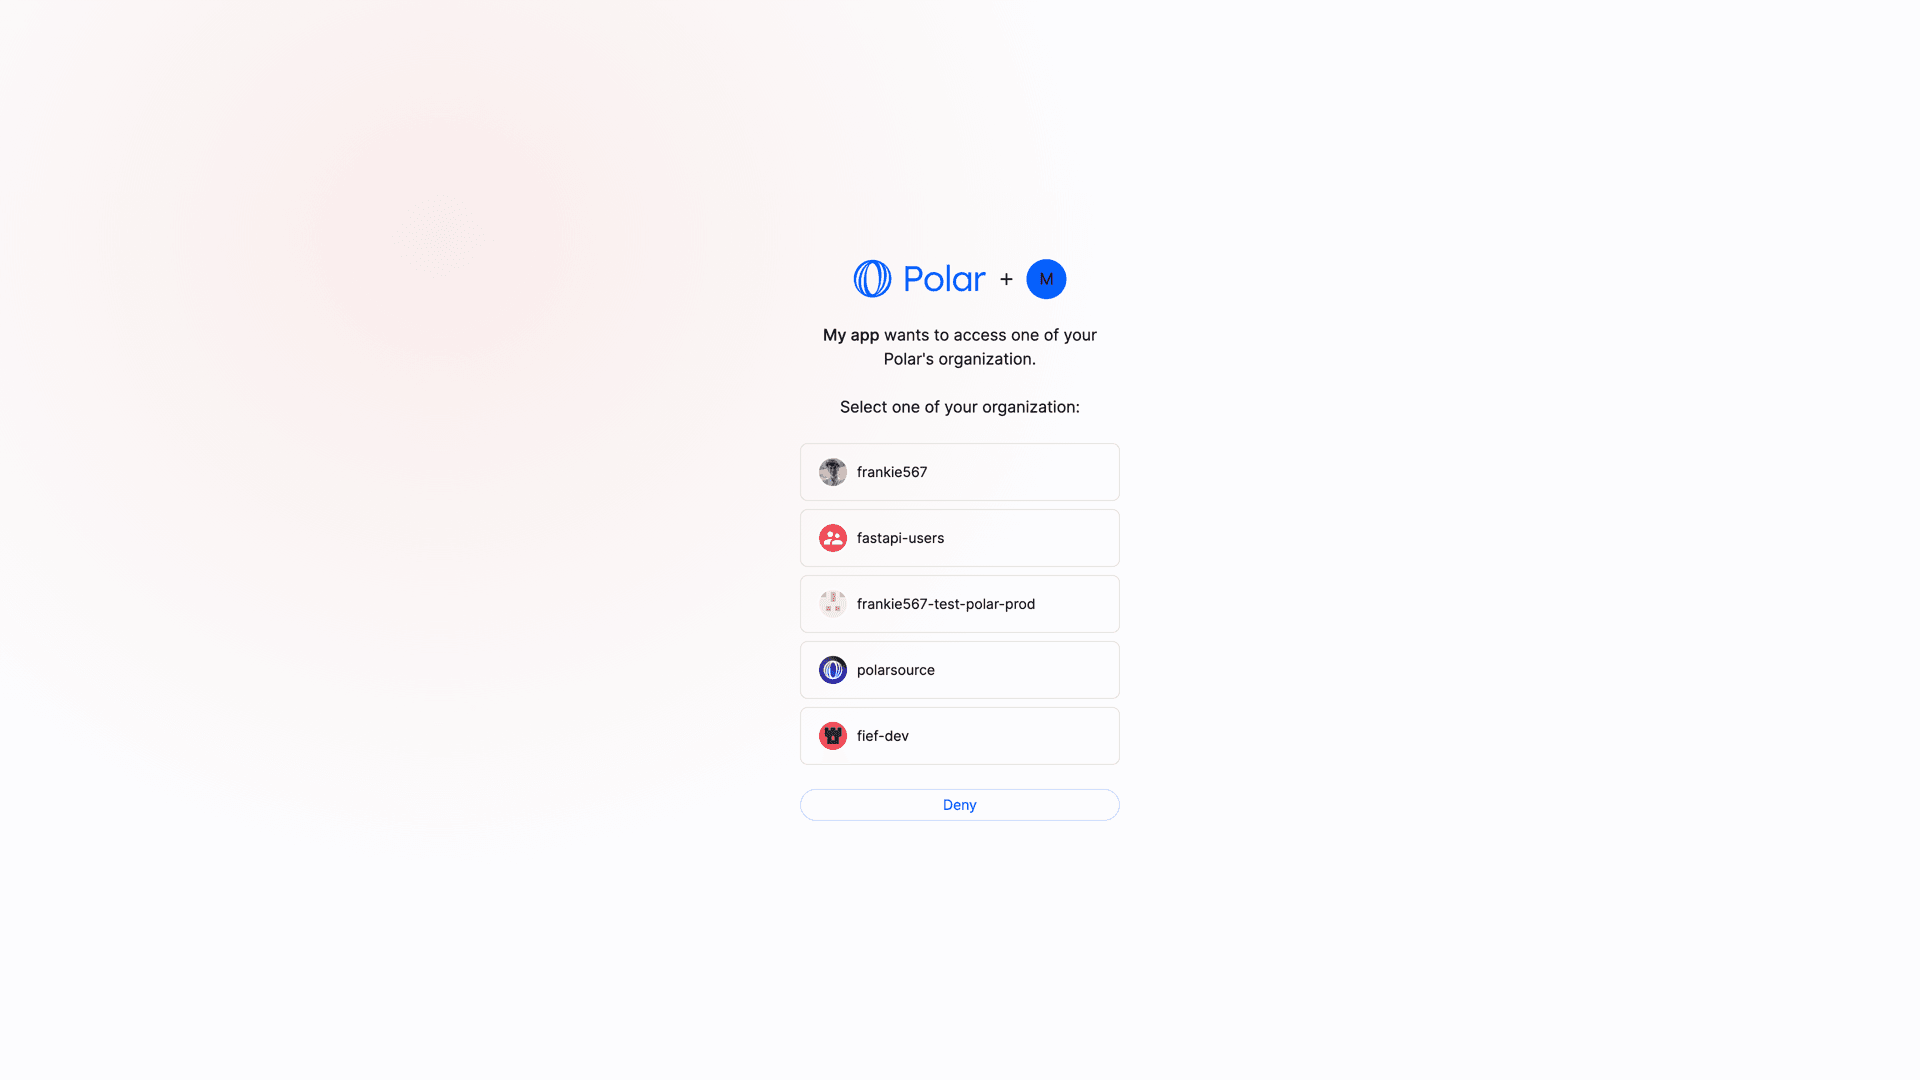 Polar + M
My app wants to access one of your
Polar's organization.
Select one of your organization:
frankie567
fastapi-users
frankie567-test-polar-prod
polarsource
fief-dev
Deny